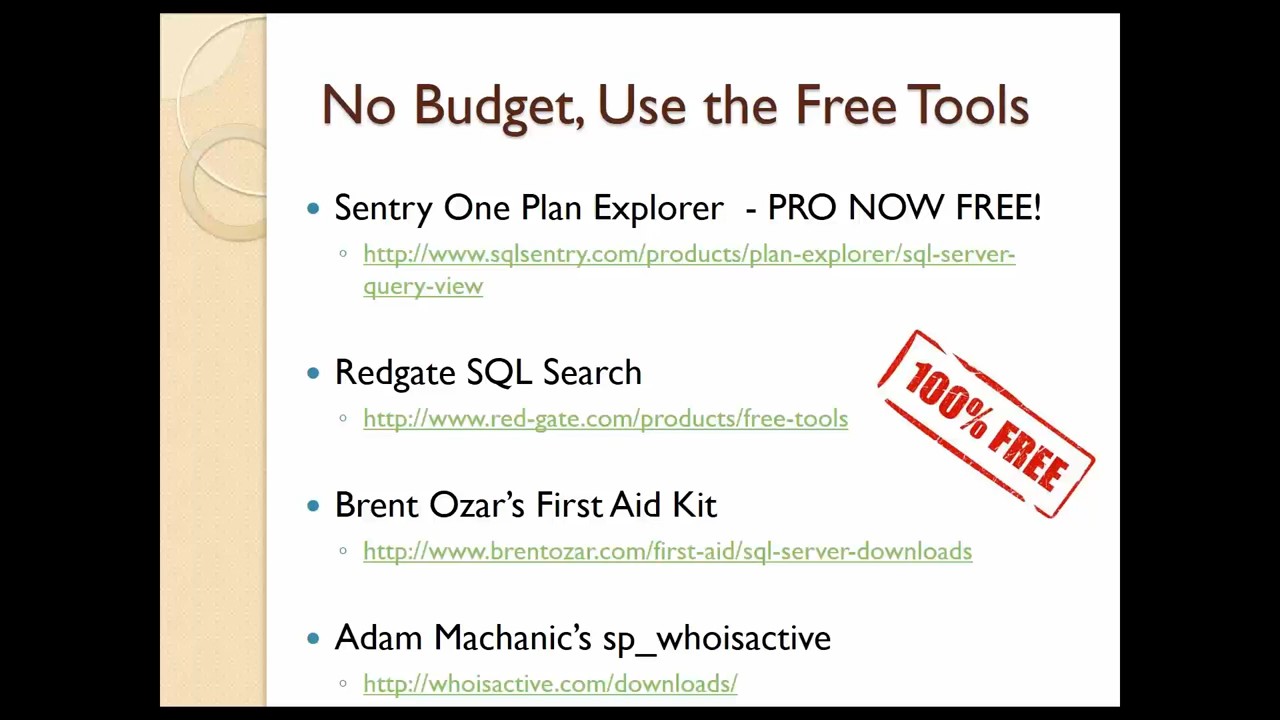 No Budget, Use the Free Tools
• Sentry One Plan Explorer - PRO NOW FREE!
◦ http://www.sqlsentry.com/products/plan-explorer/sql-server-
query-view
• Redgate SQL Search
◦ http://www.red-gate.com/products/free-tools
100% FREE
• Brent Ozar’s First Aid Kit
◦ http://www.brentozar.com/first-aid/sql-server-downloads
• Adam Machanic’s sp_whoisactive
◦ http://whoisactive.com/downloads/